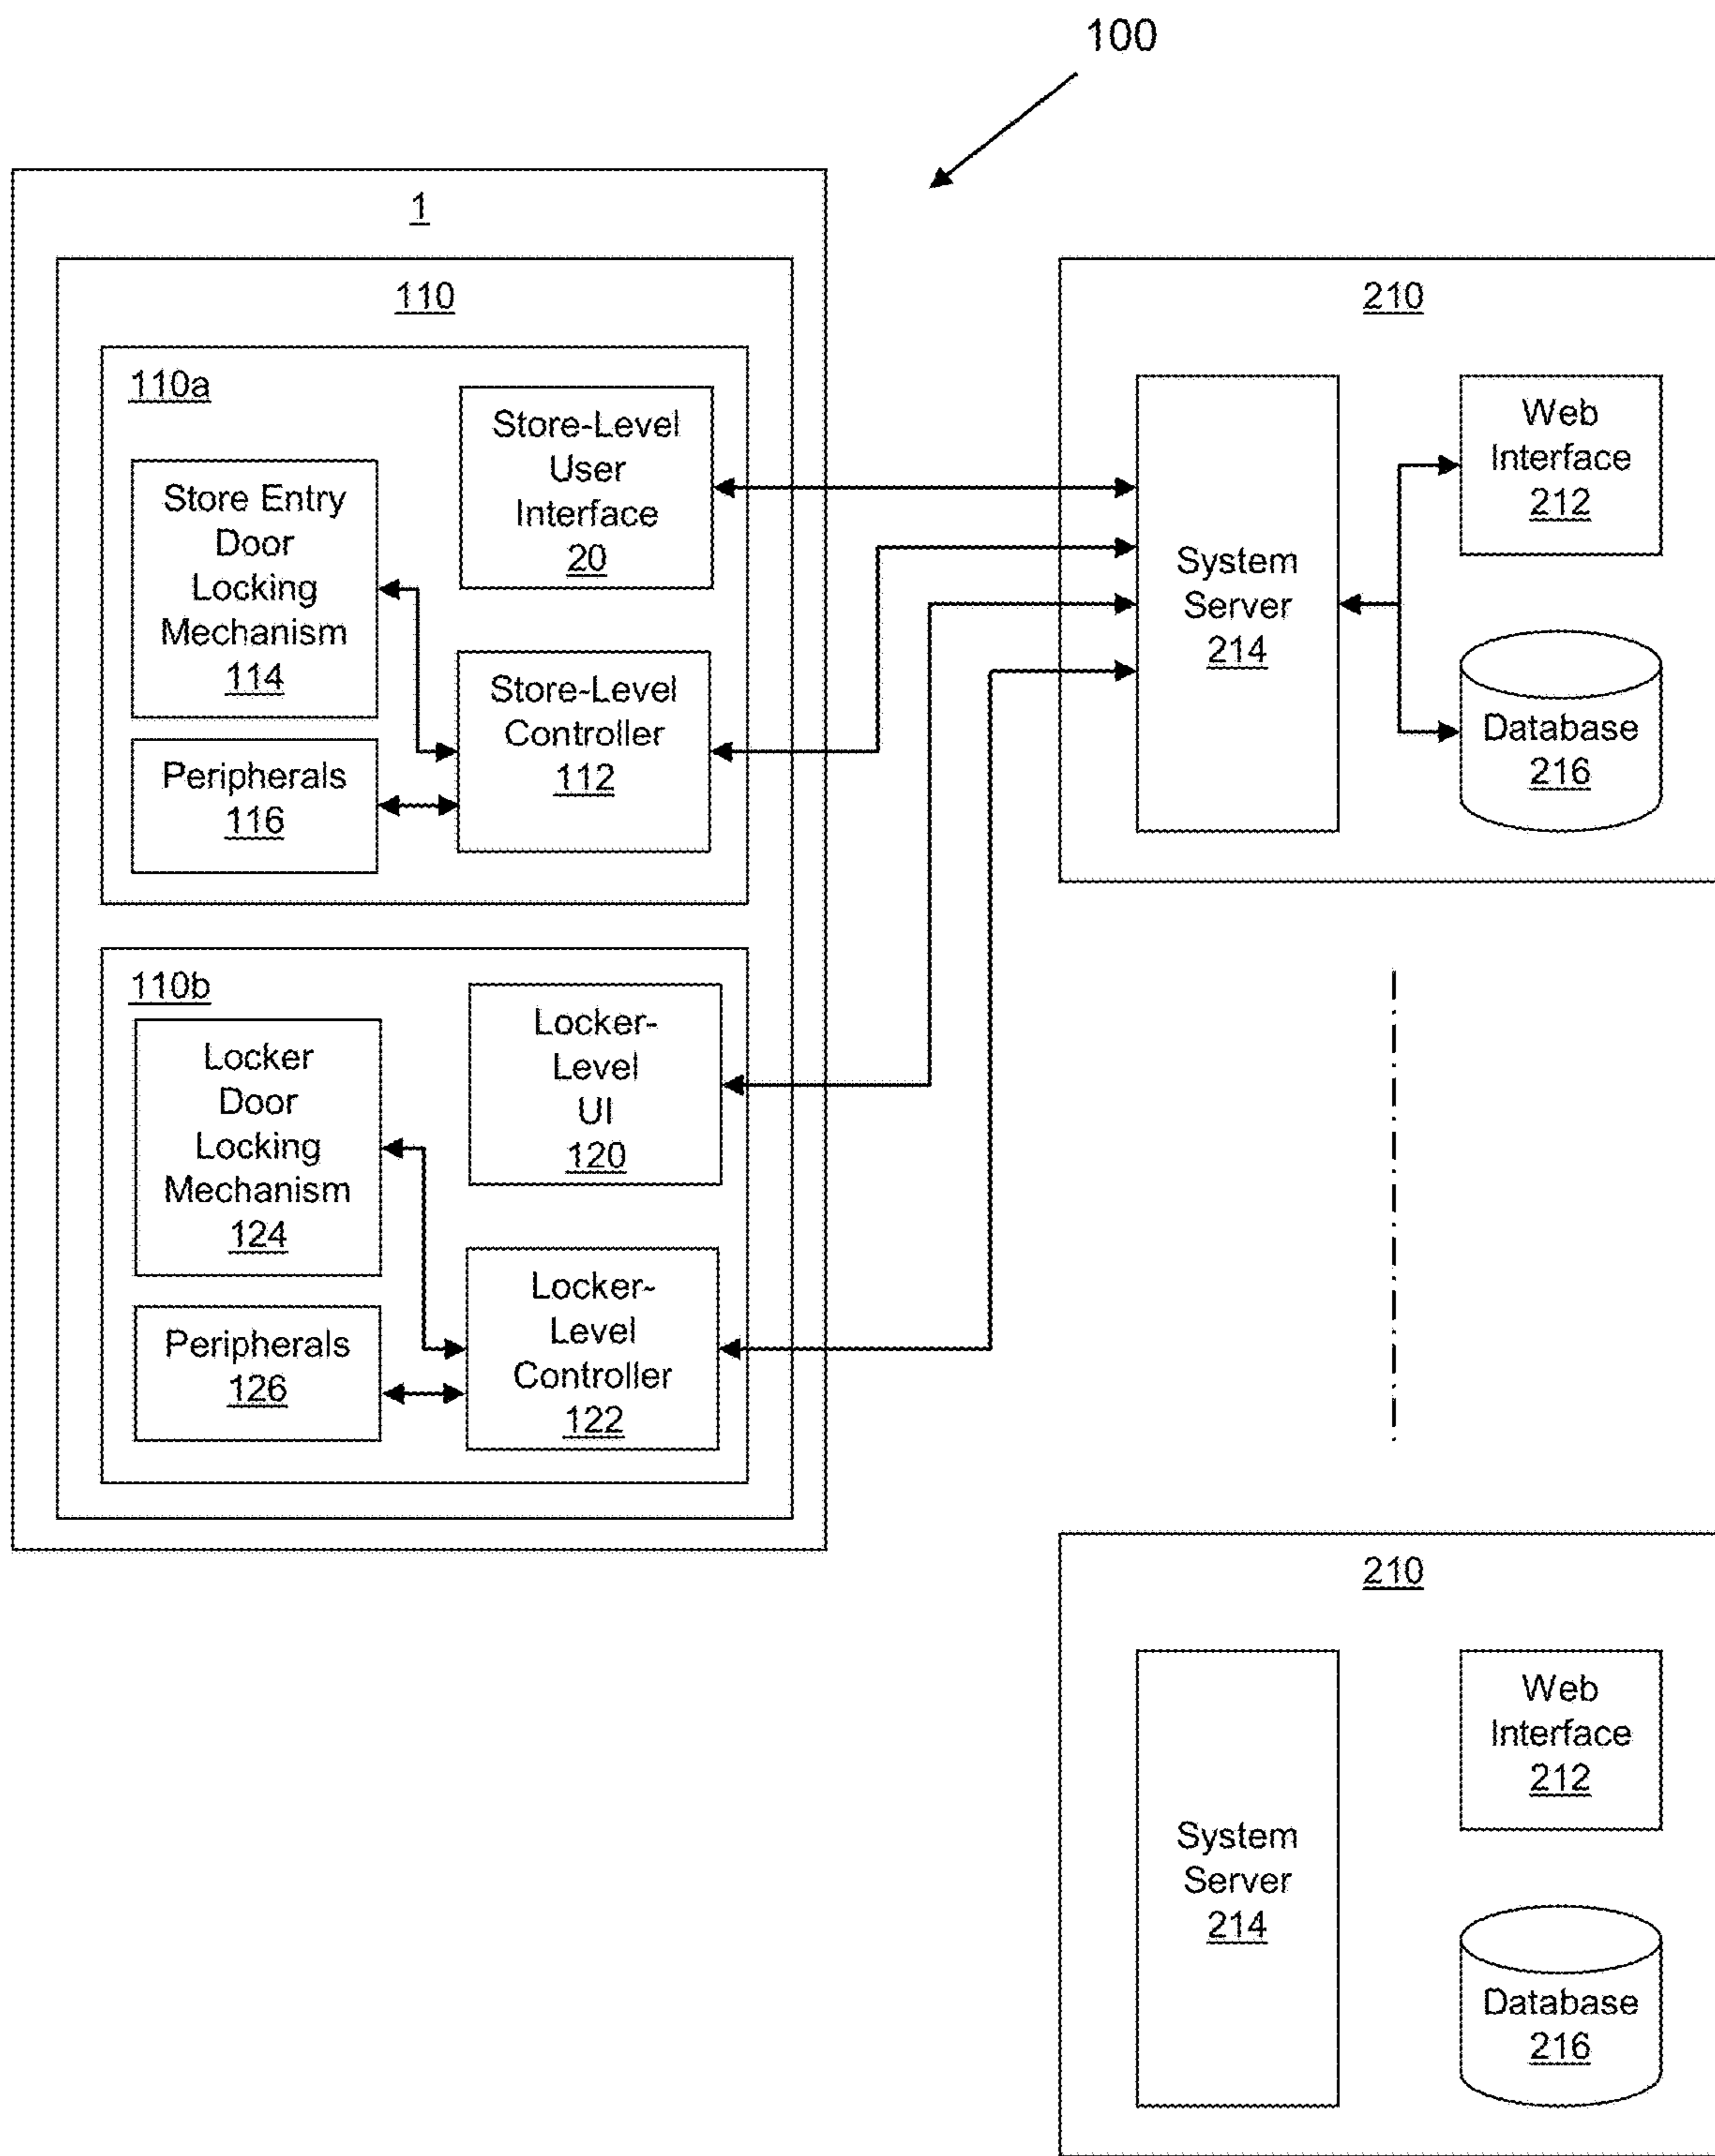 100
1
110
110a
Store-Level
User
Interface
20
Store Entry
Door
Locking
Mechanism
114
Store-Level
Controller
112
Peripherals
116
110b
Locker-
Level
UI
120
Locker
Door
Locking
Mechanism
124
Locker-
Level
Controller
122
Peripherals
126
210
System
Server
214
Web
Interface
212
Database
216
210
System
Server
214
Web
Interface
212
Database
216